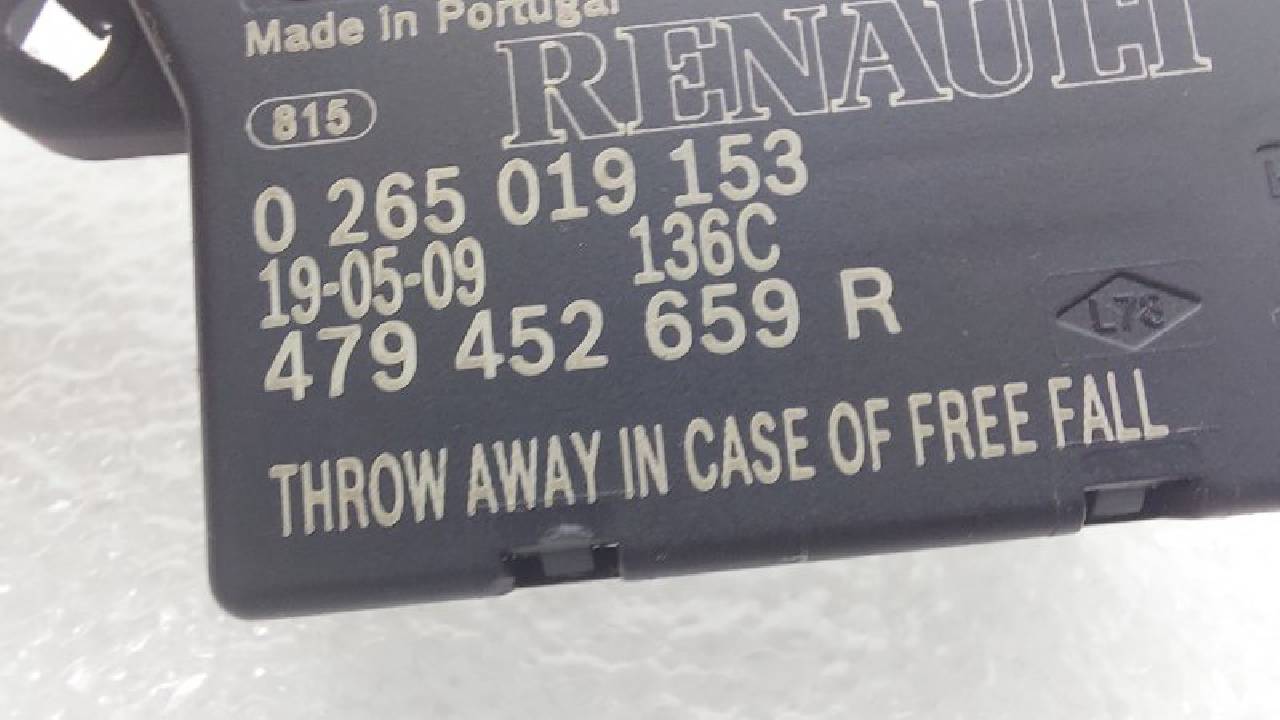 Made in Portugal
RENAULT
815
0 265 019 153
19-05-09 136C
479 452 659 R
L78
THROW AWAY IN CASE OF FREE FALL